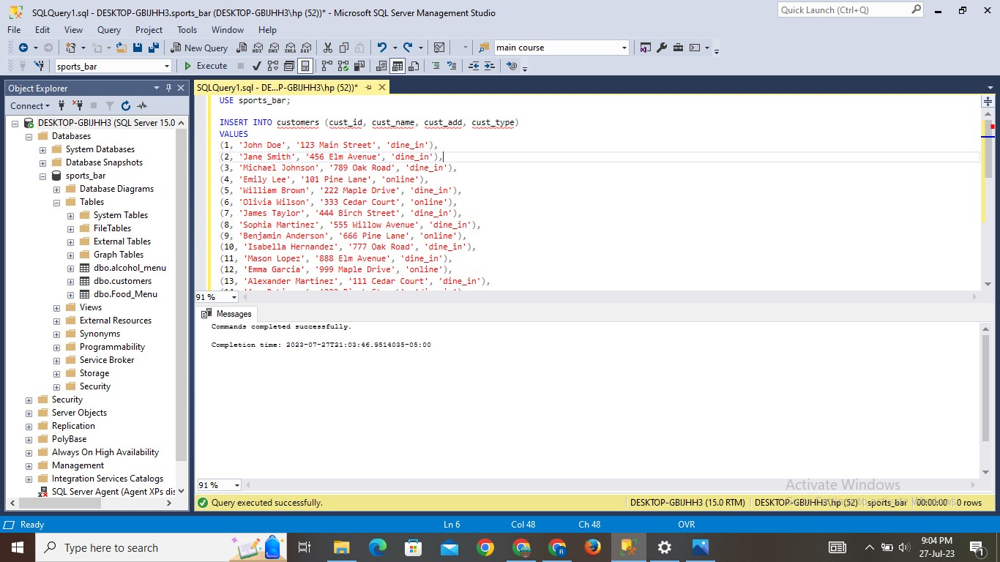 SQLQuery1.sql - DESKTOP-GBIJHH3.sports_bar (DESKTOP-GBIJHH3\hp (52))* - Microsoft SQL Server Management Studio
Quick Launch (Ctrl+Q)
File Edit View Query Project Tools Window Help
New Query
MDX DMX XMLA DAX
main course
sports_bar
Execute
Object Explorer
Connect
DESKTOP-GBIJHH3 (SQL Server 15.0
Databases
System Databases
Database Snapshots
sports_bar
Database Diagrams
Tables
System Tables
FileTables
External Tables
Graph Tables
dbo.alcohol_menu
dbo.customers
dbo.Food_Menu
Views
External Resources
Synonyms
Programmability
Service Broker
Storage
Security
Security
Server Objects
Replication
PolyBase
Always On High Availability
Management
Integration Services Catalogs
SQL Server Agent (Agent XPs dis
SQLQuery1.sql - DE...P-GBIJHH3\hp (52))*
USE sports_bar;
INSERT INTO customers (cust_id, cust_name, cust_add, cust_type)
VALUES
(1, 'John Doe', '123 Main Street', 'dine_in'),
(2, 'Jane Smith', '456 Elm Avenue', 'dine_in'),
(3, 'Michael Johnson', '789 Oak Road', 'dine_in'),
(4, 'Emily Lee', '101 Pine Lane', 'online'),
(5, 'William Brown', '222 Maple Drive', 'dine_in'),
(6, 'Olivia Wilson', '333 Cedar Court', 'online'),
(7, 'James Taylor', '444 Birch Street', 'dine_in'),
(8, 'Sophia Martinez', '555 Willow Avenue', 'dine_in'),
(9, 'Benjamin Anderson', '666 Pine Lane', 'online'),
(10, 'Isabella Hernandez', '777 Oak Road', 'dine_in'),
(11, 'Mason Lopez', '888 Elm Avenue', 'dine_in'),
(12, 'Emma Garcia', '999 Maple Drive', 'online'),
(13, 'Alexander Martinez', '111 Cedar Court', 'dine_in'),
91 %
Messages
Commands completed successfully.
Completion time: 2023-07-27T21:03:46.9514035-05:00
91 %
Activate Windows
Query executed successfully.
DESKTOP-GBIJHH3 (15.0 RTM) DESKTOP-GBIJHH3\hp (52) sports_bar 00:00:00 0 rows
Go to Settings to activate Windows.
Ready Ln 6 Col 48 Ch 48 OVR
Type here to search
9:04 PM
27-Jul-23
1